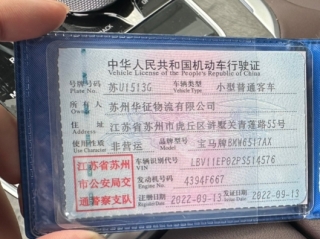 中华人民共和国机动车行驶证
Vehicle License of the People's Republic of China
号牌号码 苏U1513G 车辆类型 小型普通客车
Plate No. Vehicle Type
所有人 苏州华征物流有限公司
Owner
住址 江苏省苏州市虎丘区浒墅关青莲路55号
Address
使用性质 非营运 品牌型号 宝马牌BMW6517AX
Use Character Model
江苏省苏州市公安局交通警察支队
车辆识别代号 LBV11EP02PS514576
VIN
发动机号码 4394F667
Engine No.
注册日期 2022-09-13 发证日期 2022-09-13
Register Date Issue Date